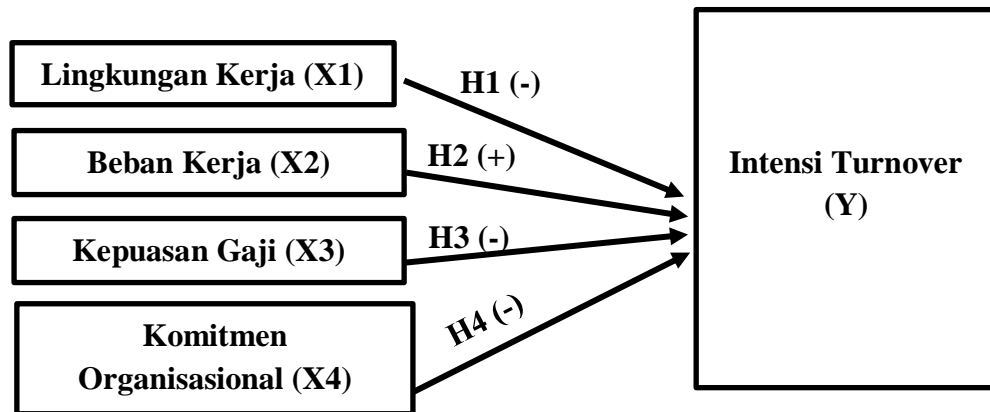 Lingkungan Kerja (X1)
H1 (-)
Beban Kerja (X2)
H2 (+)
Kepuasan Gaji (X3)
H3 (-)
Komitmen
Organisasional (X4)
H4 (-)
Intensi Turnover
(Y)